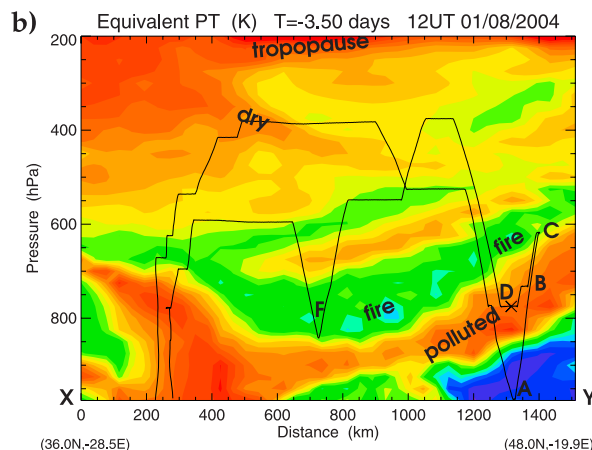 b)
Equivalent PT (K) T=-3.50 days 12UT 01/08/2004
Pressure (hPa)
200
400
600
800
tropopause
dry
fire
C
B
D
F
fire
polluted
A
X
Y
0 200 400 600 800 1000 1200 1400
Distance (km)
(36.0N,-28.5E)
(48.0N,-19.9E)